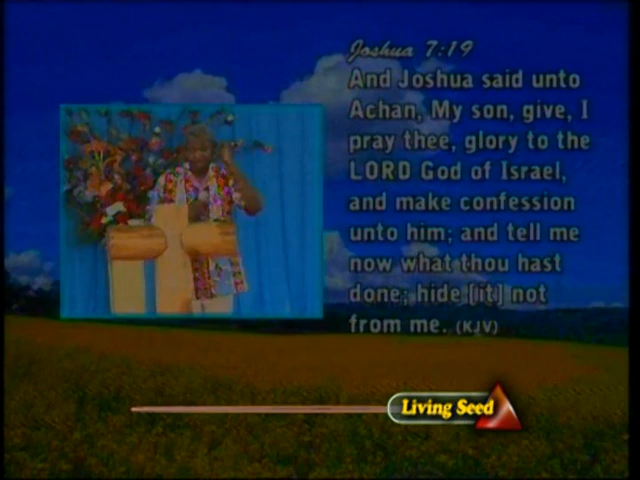 Joshua 7:19
And Joshua said unto
Achan, My son, give, I
pray thee, glory to the
LORD God of Israel,
and make confession
unto him; and tell me
now what thou hast
done; hide [it] not
from me. (KJV)
Living Seed